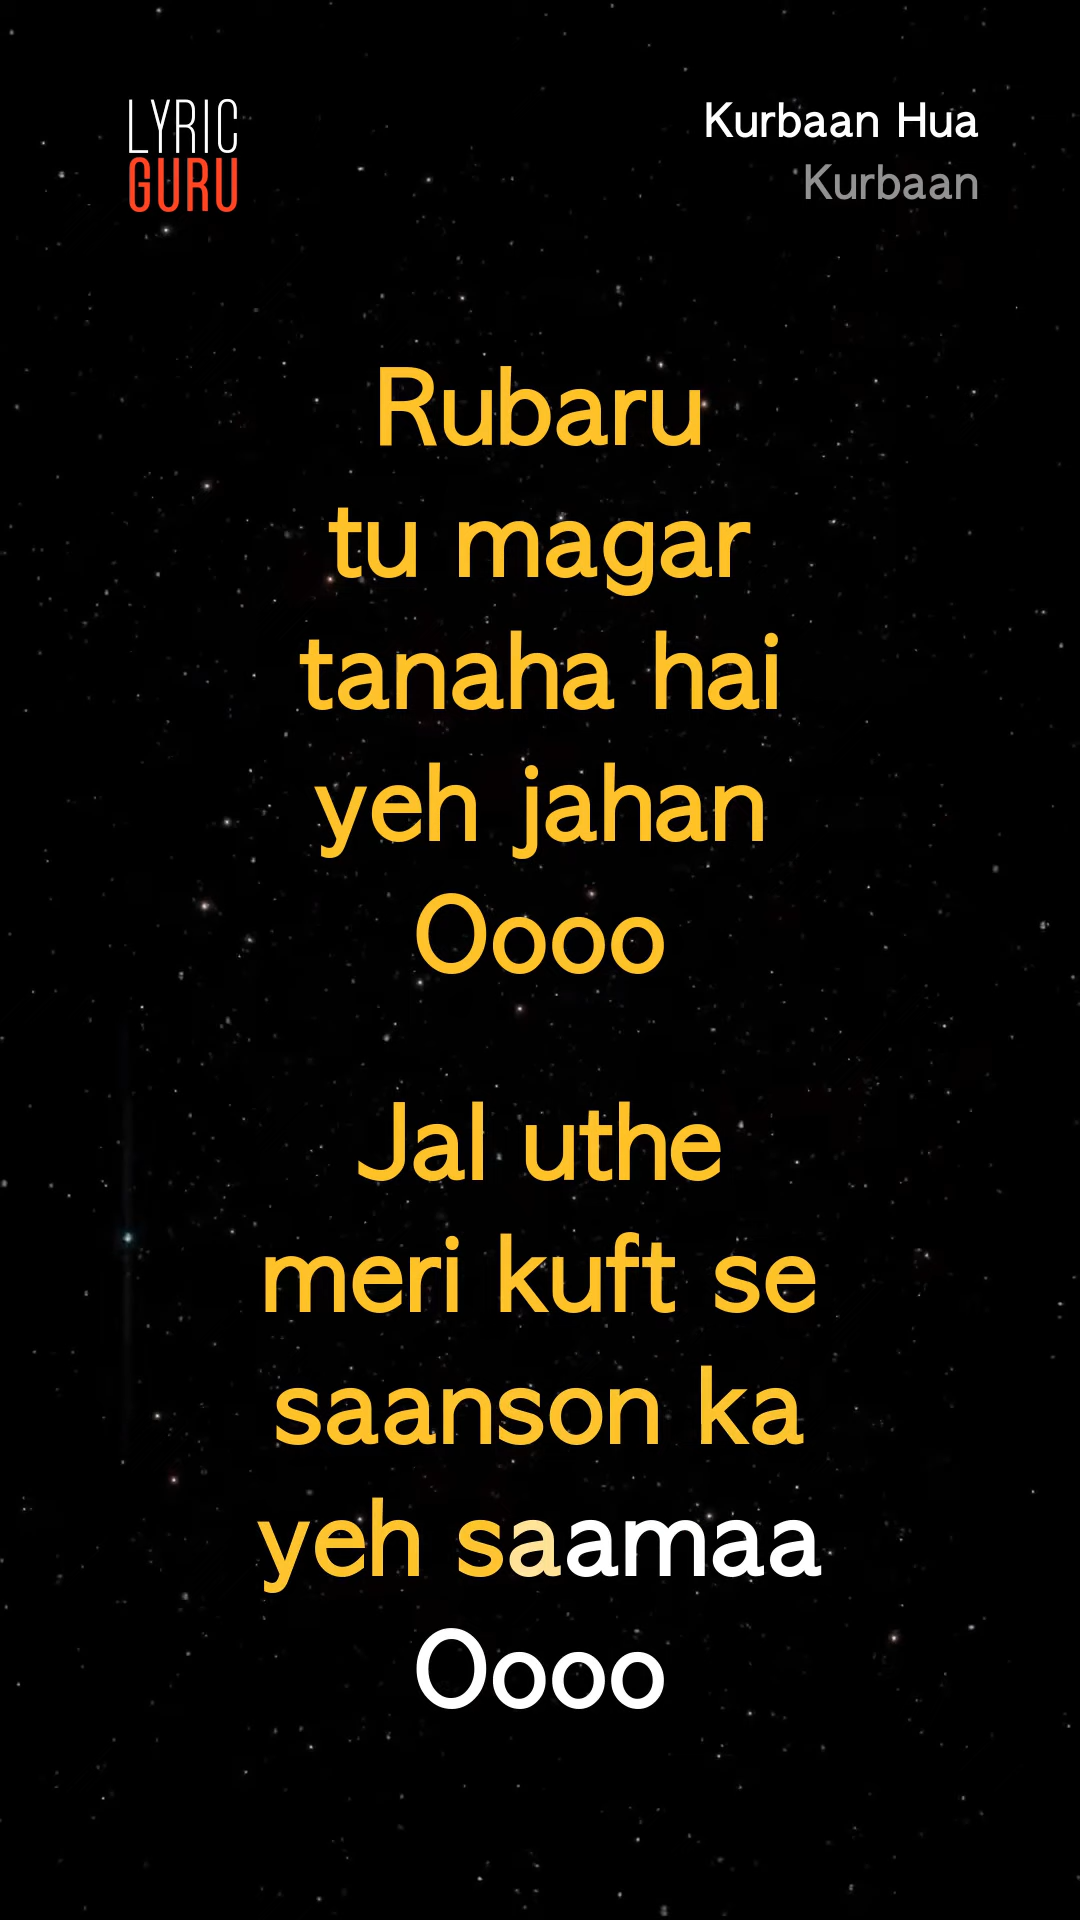 LYRIC
GURU
Kurbaan Hua
Kurbaan
Rubaru
tu magar
tanaha hai
yeh jahan
Oooo
Jal uthe
meri kuft se
saanson ka
yeh saamaa
Oooo